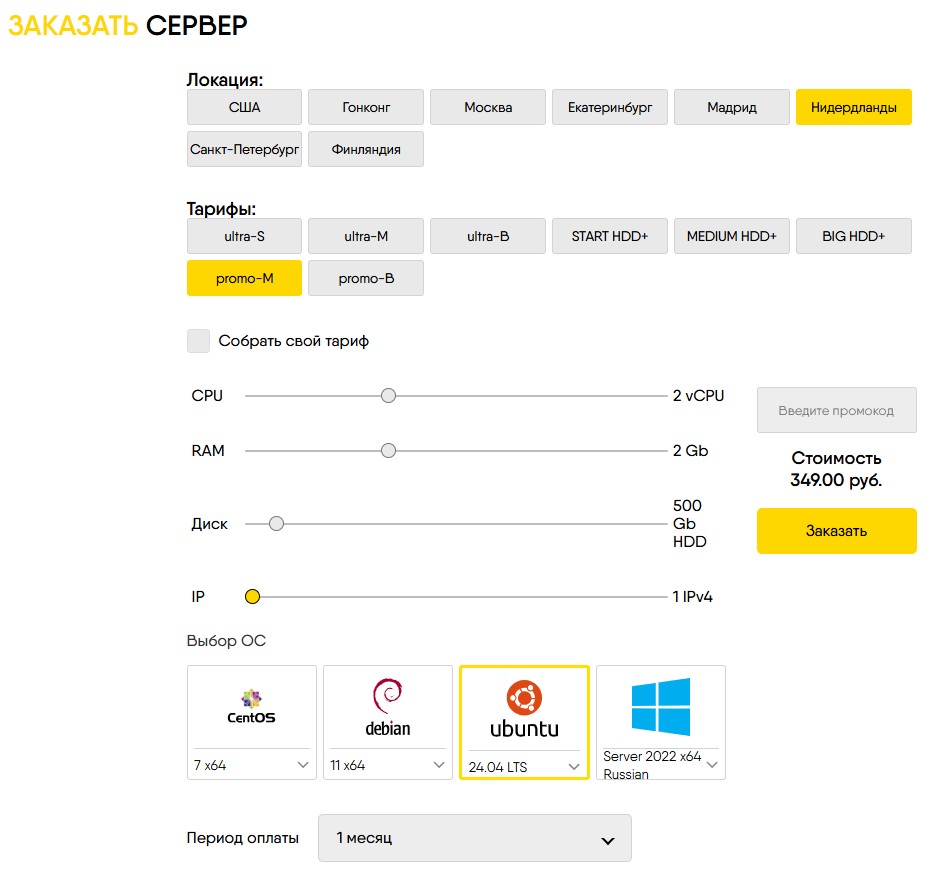 ЗАКАЗАТЬ СЕРВЕР
Локация:
США Гонконг Москва Екатеринбург Мадрид Нидердланды
Санкт-Петербург Финляндия
Тарифы:
ultra-S ultra-M ultra-B START HDD+ MEDIUM HDD+ BIG HDD+
promo-M promo-B
Собрать свой тариф
CPU 2 vCPU
Введите промокод
RAM 2 Gb
Стоимость
349.00 руб.
Диск 500
Gb
HDD
Заказать
IP 1 IPv4
Выбор ОС
CentOS debian ubuntu
7 x64 11 x64 24.04 LTS Server 2022 x64
Russian
Период оплаты 1 месяц